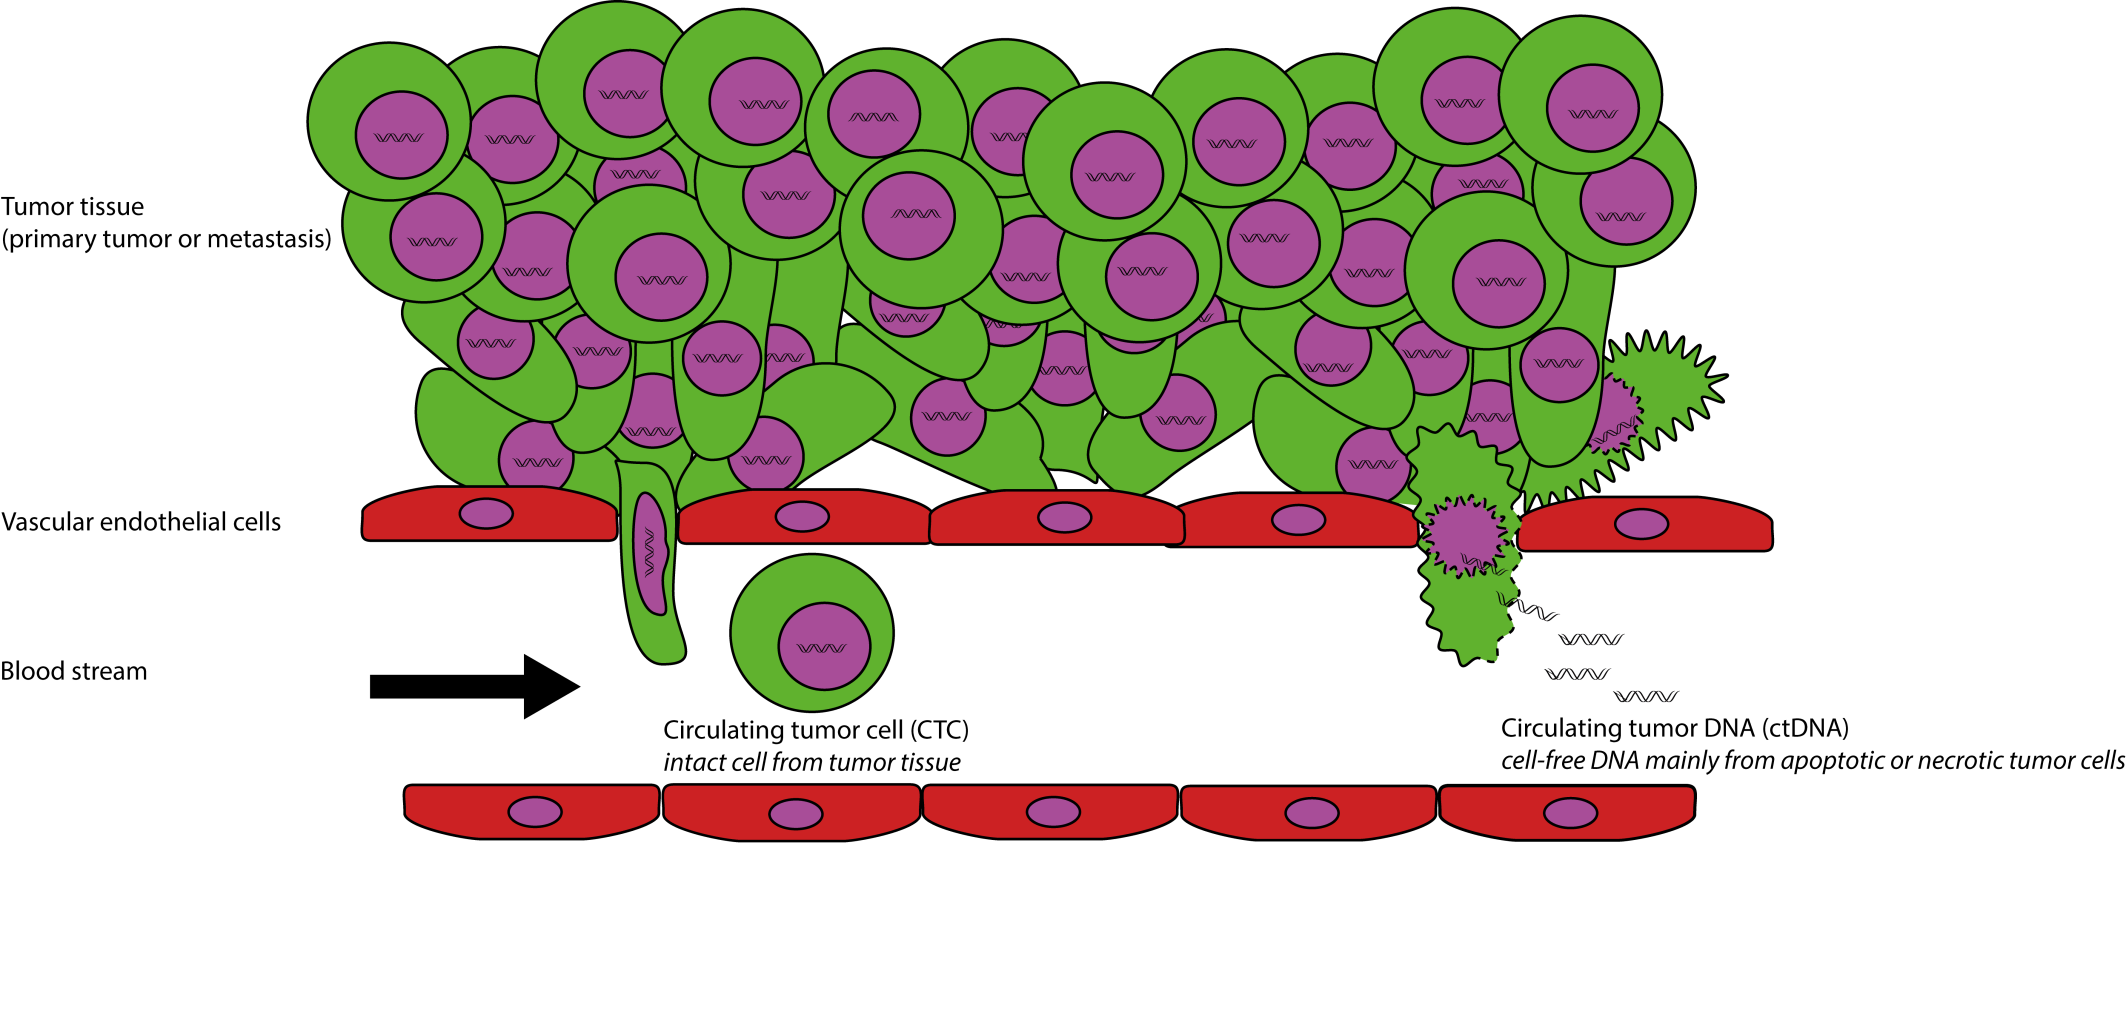 Tumor tissue
(primary tumor or metastasis)
Vascular endothelial cells
Blood stream
Circulating tumor cell (CTC)
intact cell from tumor tissue
Circulating tumor DNA (ctDNA)
cell-free DNA mainly from apoptotic or necrotic tumor cells